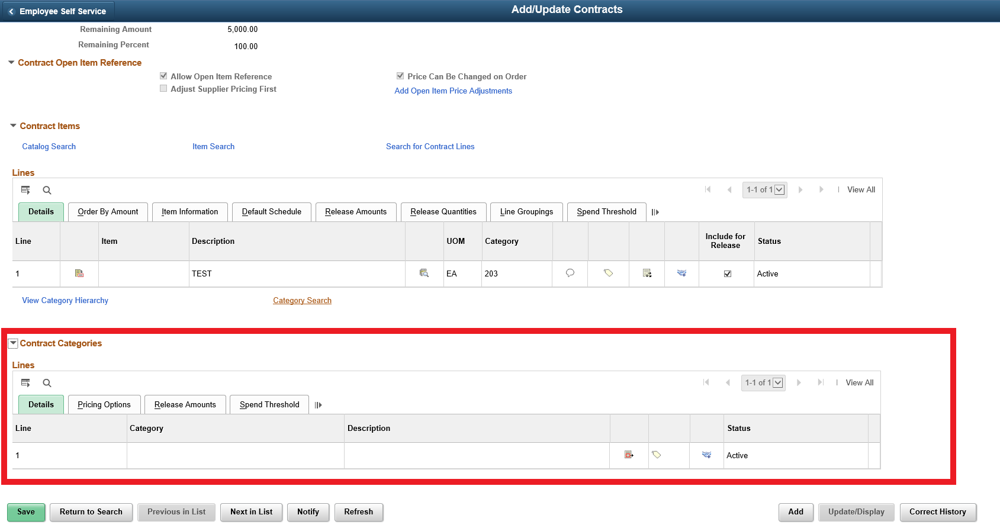 Employee Self Service
Add/Update Contracts
Remaining Amount 5,000.00
Remaining Percent 100.00
Contract Open Item Reference
Allow Open Item Reference Price Can Be Changed on Order
Adjust Supplier Pricing First Add Open Item Price Adjustments
Contract Items
Catalog Search Item Search Search for Contract Lines
Lines
1-1 of 1 | View All
Details Order By Amount Item Information Default Schedule Release Amounts Release Quantities Line Groupings Spend Threshold
Line Item Description UOM Category Include for Release Status
1 TEST EA 203 Active
View Category Hierarchy Category Search
Contract Categories
Lines
1-1 of 1 | View All
Details Pricing Options Release Amounts Spend Threshold
Line Category Description Status
1 Active
Save Return to Search Previous in List Next in List Notify Refresh Add Update/Display Correct History